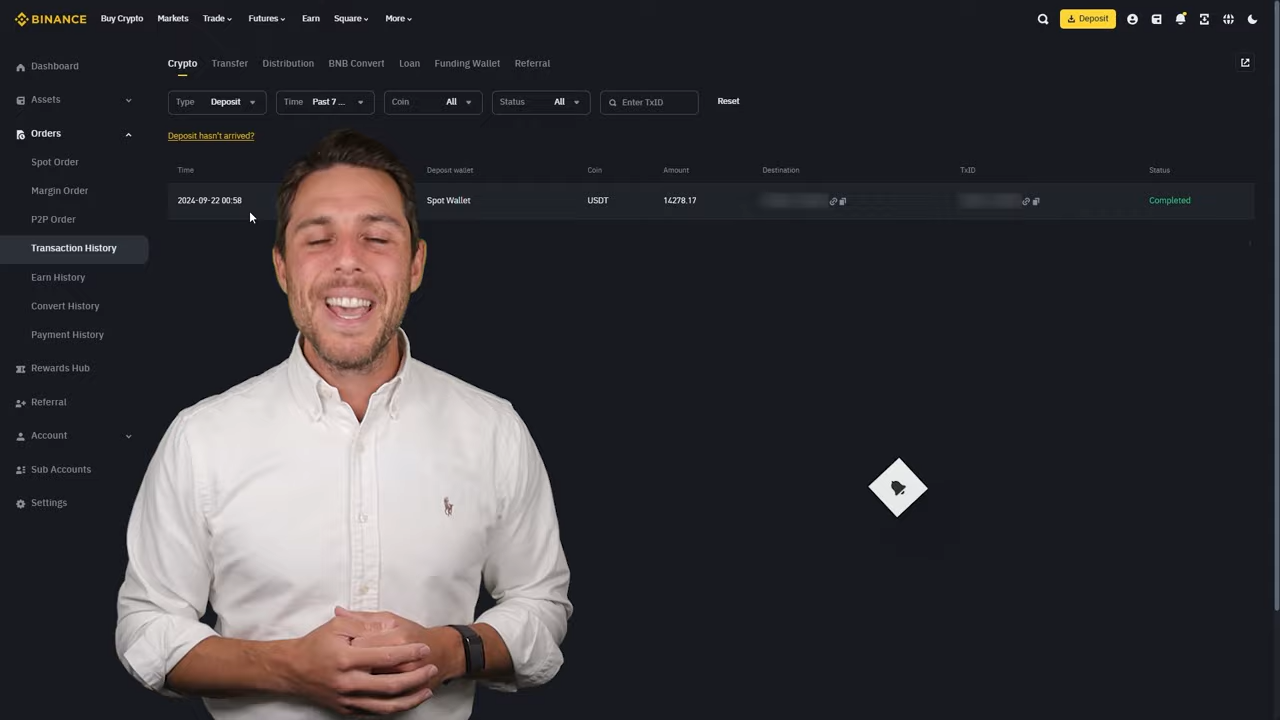 BINANCE Buy Crypto Markets Trade Futures Earn Square More Deposit
Dashboard
Assets
Orders
Spot Order
Margin Order
P2P Order
Transaction History
Earn History
Convert History
Payment History
Rewards Hub
Referral
Account
Sub Accounts
Settings
Crypto Transfer Distribution BNB Convert Loan Funding Wallet Referral
Type Deposit Time Past 7 ... Coin All Status All Enter TxID Reset
Deposit hasn't arrived?
Time Deposit wallet Coin Amount Destination TxID Status
2024-09-22 00:58 Spot Wallet USDT 14278.17 Completed